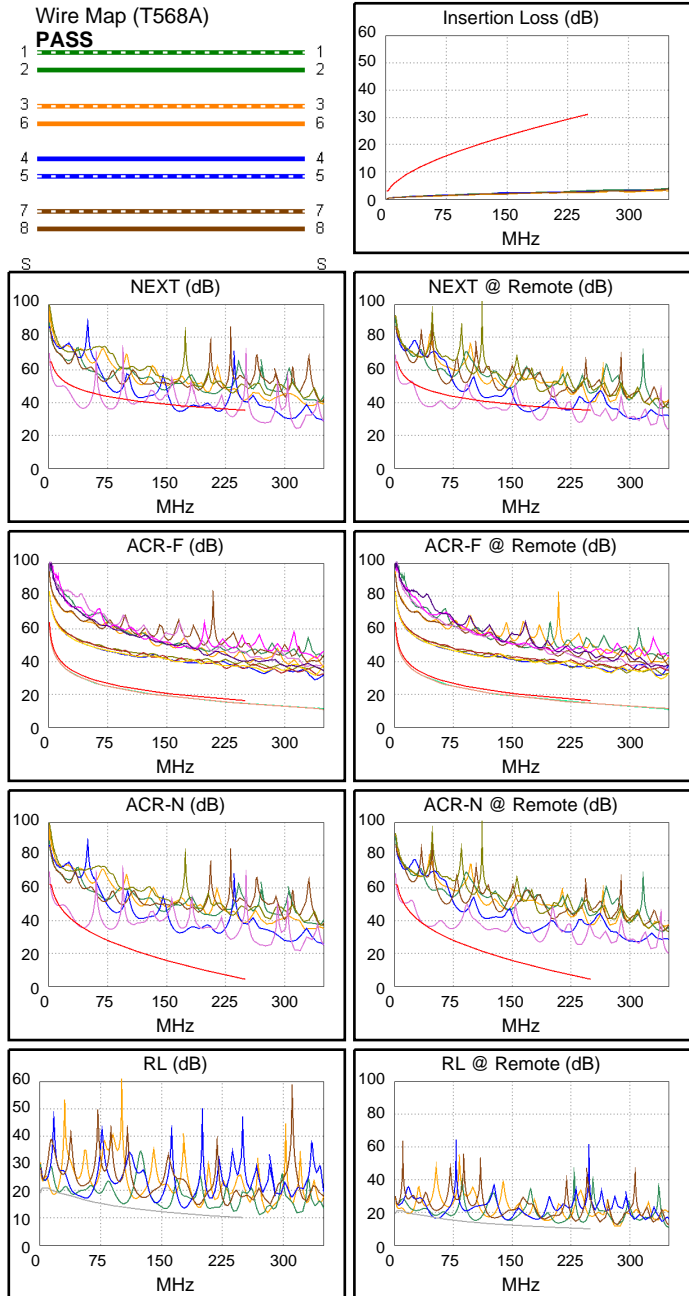 Wire Map (T568A)
PASS
1 1
2 2
3 3
6 6
4 4
5 5
7 7
8 8
S S
Insertion Loss (dB)
60
50
40
30
20
10
0
0 75 150 225 300
MHz
NEXT (dB)
100
80
60
40
20
0
0 75 150 225 300
MHz
NEXT @ Remote (dB)
100
80
60
40
20
0
0 75 150 225 300
MHz
ACR-F (dB)
100
80
60
40
20
0
0 75 150 225 300
MHz
ACR-F @ Remote (dB)
100
80
60
40
20
0
0 75 150 225 300
MHz
ACR-N (dB)
100
80
60
40
20
0
0 75 150 225 300
MHz
ACR-N @ Remote (dB)
100
80
60
40
20
0
0 75 150 225 300
MHz
RL (dB)
60
50
40
30
20
10
0
0 75 150 225 300
MHz
RL @ Remote (dB)
100
80
60
40
20
0
0 75 150 225 300
MHz